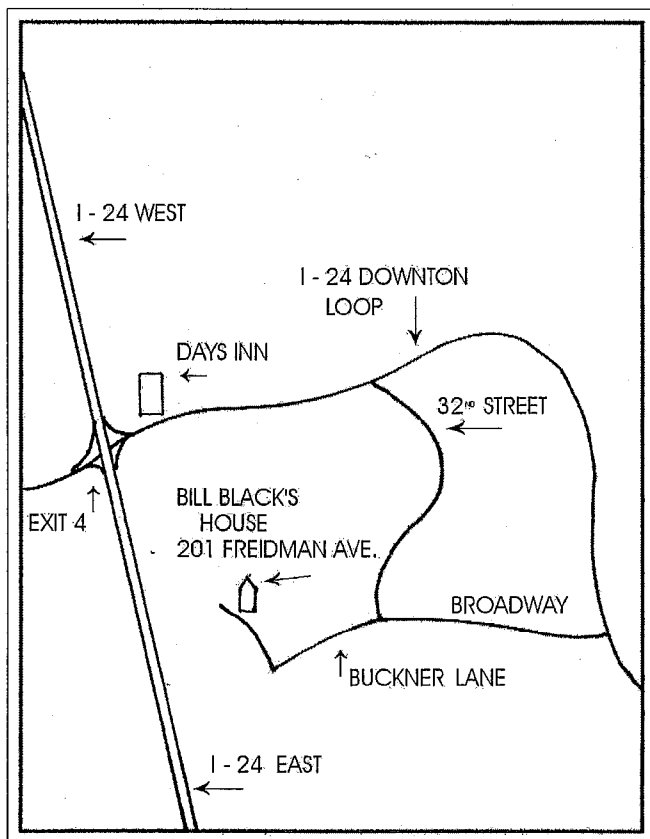 I - 24 WEST
I - 24 DOWNTON
LOOP
DAYS INN
32ND STREET
EXIT 4
BILL BLACK'S
HOUSE
201 FREIDMAN AVE.
BROADWAY
BUCKNER LANE
I - 24 EAST